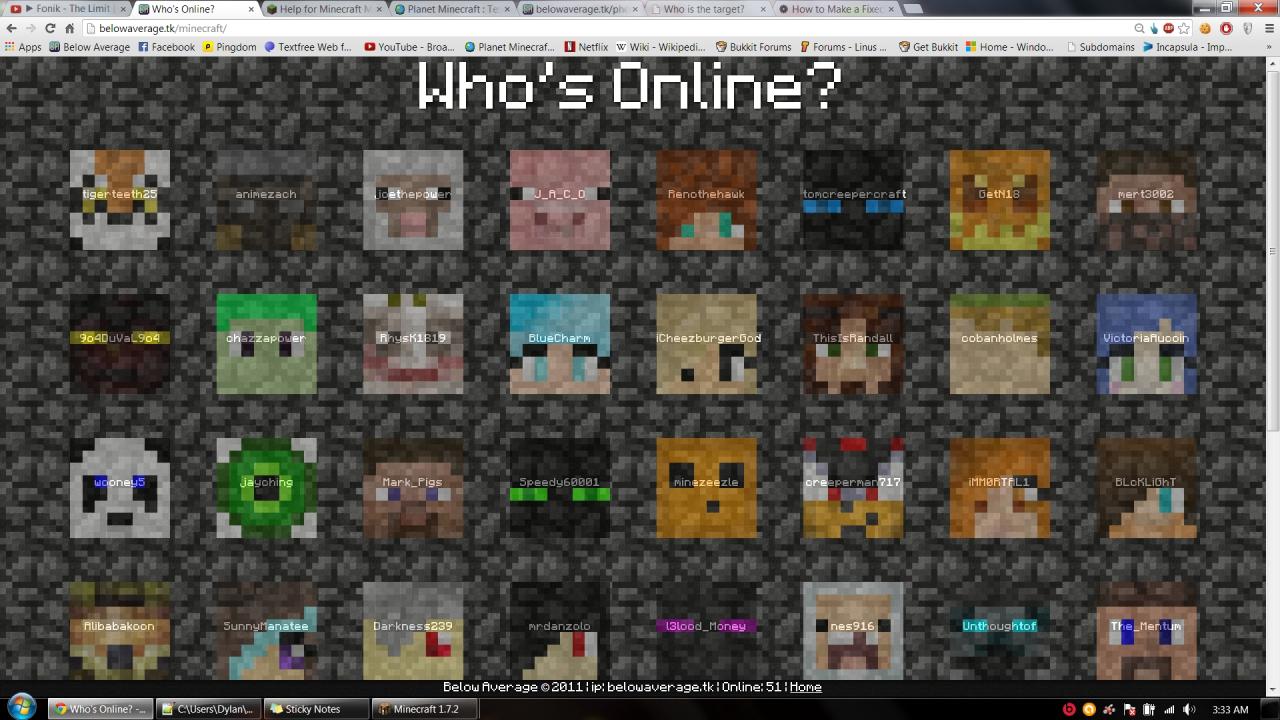 Fonik - The Limit
Who's Online?
Help for Minecraft M
Planet Minecraft : Te
belowaverage.tk/ph
Who is the target?
How to Make a Fixed
belowaverage.tk/minecraft/
Apps Below Average Facebook Pingdom Textfree Web - F... YouTube - Broa... Planet Minecraf... Netflix Wiki - Wikipedi... Bukkit Forums Forums - Linus ... Get Bukkit Home - Windo... Subdomains Incapsula - Imp... »
Who's Online?
tigerteeth25 animezach joethepower J_A_C_D Renothehawk tomcreepercraft GetN18 mert3002
9o4DuVaL9o4 chazzapower RhysK1819 BlueCharm iCheezburgerGod ThisIsRandall cobanholmes VictoriaAucoin
wooney5 jayching Mark_Pigs Speedy60001 minezeezle creeperman717 iMM0RTAL1 BLoKLiGhT
Alibabakoon SunnyManatee Darkness239 mrdanzolo l3lood_Money nes916 Unthoughtof The_Mentum
Below Average © 2011 | ip: belowaverage.tk | Online: 51 | Home
Who's Online? -... C:\Users\Dylan\... Sticky Notes Minecraft 1.7.2 3:33 AM